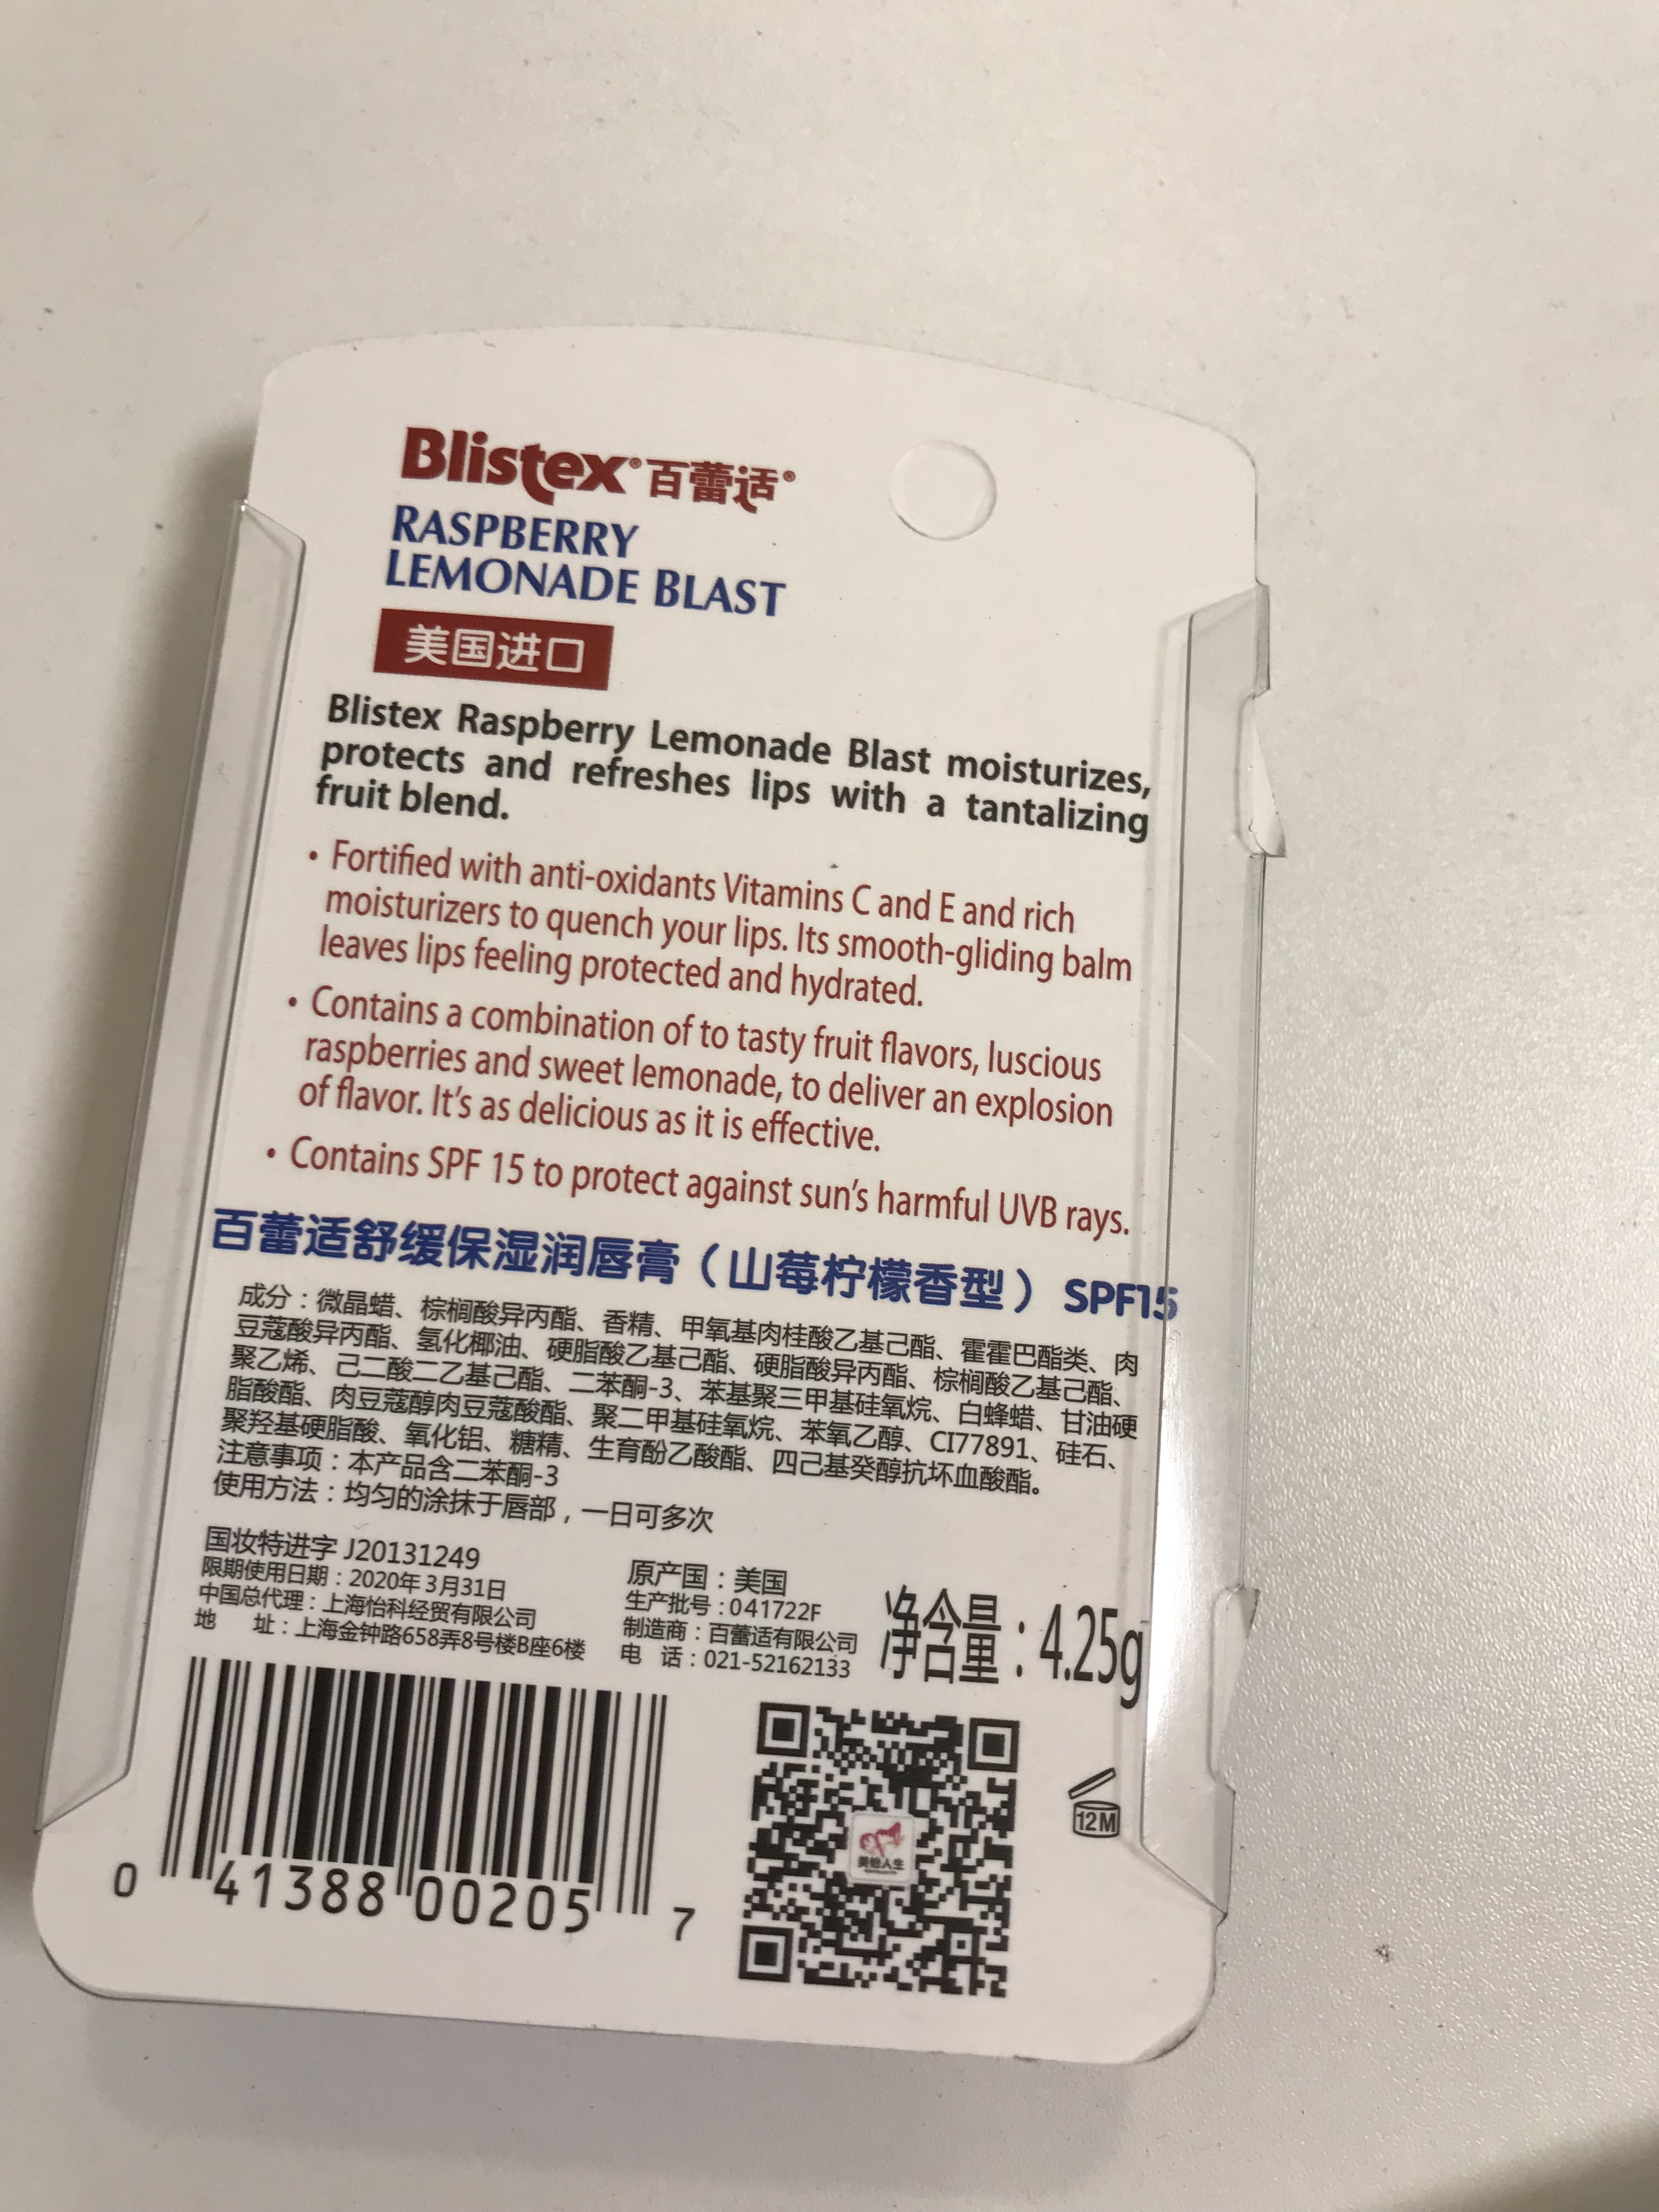 Blistex® 百蕾适®
RASPBERRY
LEMONADE BLAST
美国进口
Blistex Raspberry Lemonade Blast moisturizes,
protects and refreshes lips with a tantalizing
fruit blend.
• Fortified with anti-oxidants Vitamins C and E and rich
moisturizers to quench your lips. Its smooth-gliding balm
leaves lips feeling protected and hydrated.
• Contains a combination of to tasty fruit flavors, luscious
raspberries and sweet lemonade, to deliver an explosion
of flavor. It's as delicious as it is effective.
• Contains SPF 15 to protect against sun's harmful UVB rays.
百蕾适舒缓保湿润唇膏（山莓柠檬香型） SPF15
成分：微晶蜡、棕榈酸异丙酯、香精、甲氧基肉桂酸乙基己酯、霍霍巴酯类、肉
豆蔻酸异丙酯、氢化椰油、硬脂酸乙基己酯、硬脂酸异丙酯、棕榈酸乙基己酯、
聚乙烯、己二酸二乙基己酯、二苯酮-3、苯基聚三甲基硅氧烷、白蜂蜡、甘油硬
脂酸酯、肉豆蔻醇肉豆蔻酸酯、聚二甲基硅氧烷、苯氧乙醇、CI77891、硅石、
聚羟基硬脂酸、氧化铝、糖精、生育酚乙酸酯、四己基癸醇抗坏血酸酯。
注意事项：本产品含二苯酮-3
使用方法：均匀的涂抹于唇部，一日可多次
国妆特进字 J20131249
限期使用日期：2020年3月31日
中国总代理：上海怡科经贸有限公司
地 址：上海金钟路658弄8号楼B座6楼
原产国：美国
生产批号：041722F
制造商：百蕾适有限公司
电 话：021-52162133
净含量：4.25g
0 41388 00205 7
美怡人生
12M